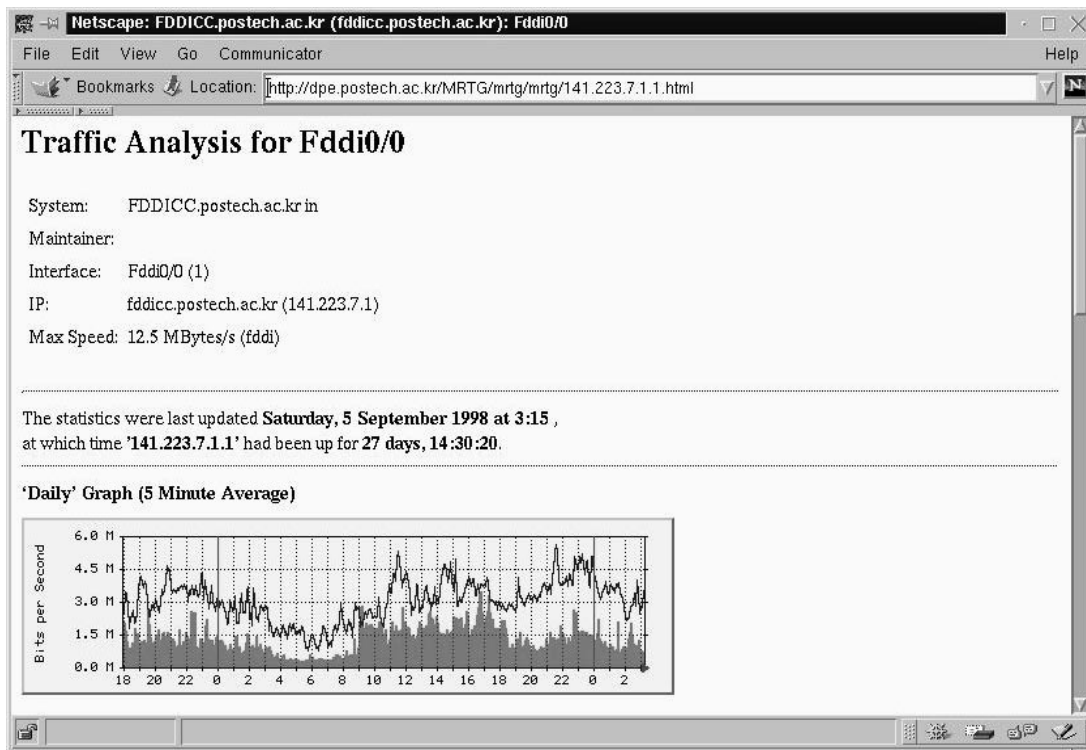 Netscape: FDDICC.postech.ac.kr (fddicc.postech.ac.kr): Fddi0/0
File Edit View Go Communicator Help
Bookmarks Location: http://dpe.postech.ac.kr/MRTG/mrtg/mrtg/141.223.7.1.1.html N
Traffic Analysis for Fddi0/0
System: FDDICC.postech.ac.kr in
Maintainer:
Interface: Fddi0/0 (1)
IP: fddicc.postech.ac.kr (141.223.7.1)
Max Speed: 12.5 MBytes/s (fddi)
The statistics were last updated Saturday, 5 September 1998 at 3:15 ,
at which time '141.223.7.1.1' had been up for 27 days, 14:30:20.
'Daily' Graph (5 Minute Average)
Bits per Second
6.0 M
4.5 M
3.0 M
1.5 M
0.0 M
18 20 22 0 2 4 6 8 10 12 14 16 18 20 22 0 2